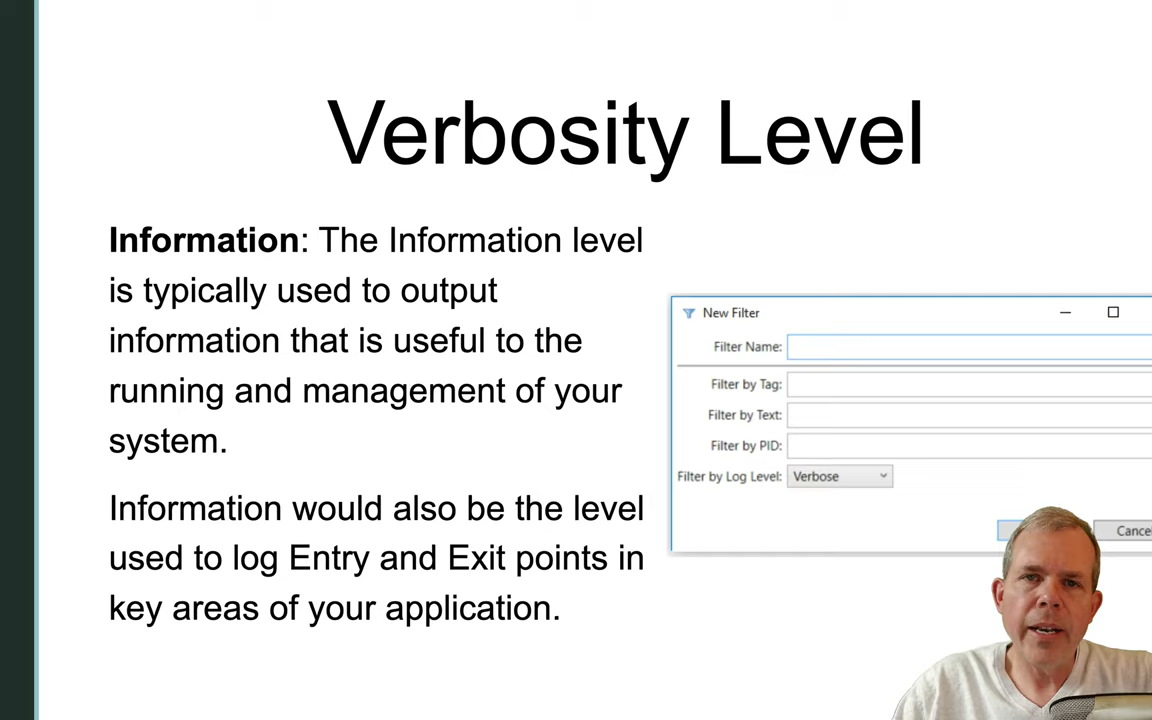 Verbosity Level
Information: The Information level
is typically used to output
information that is useful to the
running and management of your
system.
Information would also be the level
used to log Entry and Exit points in
key areas of your application.
New Filter
Filter Name:
Filter by Tag:
Filter by Text:
Filter by PID:
Filter by Log Level: Verbose
Cance